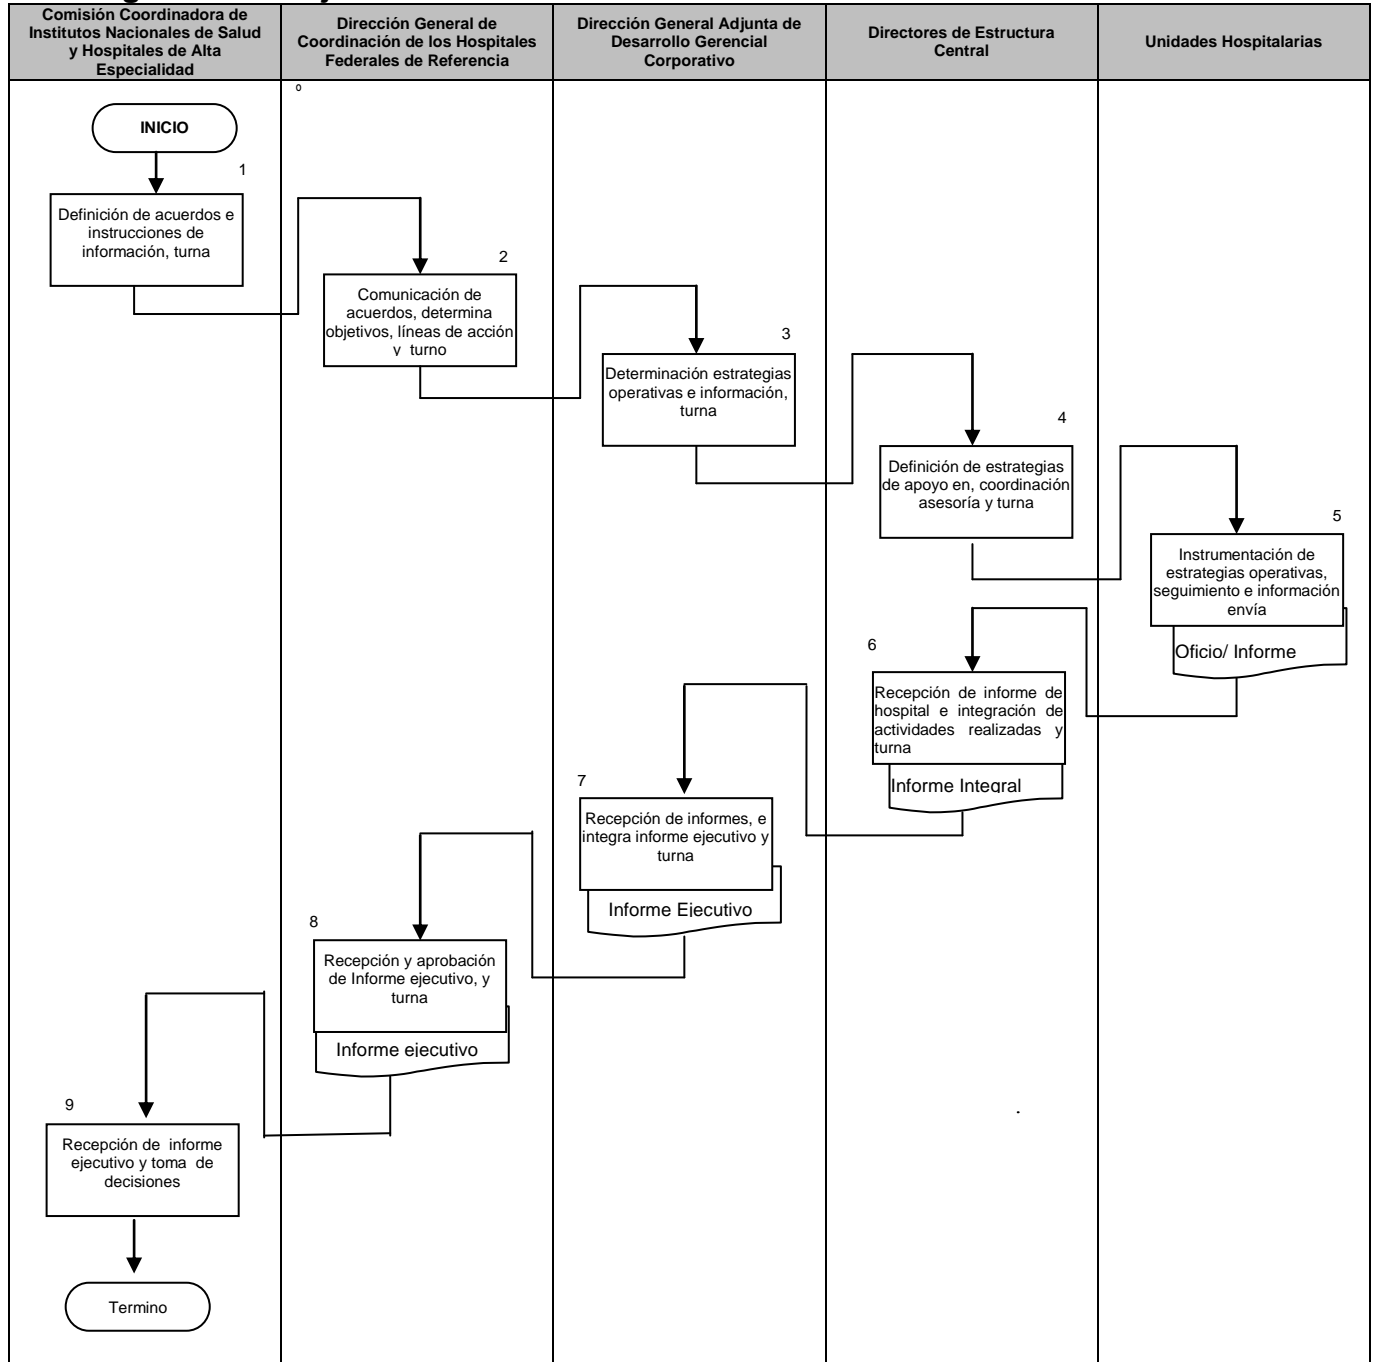 Comisión Coordinadora de
Institutos Nacionales de Salud
y Hospitales de Alta
Especialidad
Dirección General de
Coordinación de los Hospitales
Federales de Referencia
Dirección General Adjunta de
Desarrollo Gerencial
Corporativo
Directores de Estructura
Central
Unidades Hospitalarias
º
INICIO
1
Definición de acuerdos e
instrucciones de
información, turna
2
Comunicación de
acuerdos, determina
objetivos, líneas de acción
y turno
3
Determinación estrategias
operativas e información,
turna
4
Definición de estrategias
de apoyo en, coordinación
asesoría y turna
5
Instrumentación de
estrategias operativas,
seguimiento e información
envía
Oficio/ Informe
6
Recepción de informe de
hospital e integración de
actividades realizadas y
turna
Informe Integral
7
Recepción de informes, e
integra informe ejecutivo y
turna
Informe Ejecutivo
8
Recepción y aprobación
de Informe ejecutivo, y
turna
Informe ejecutivo
9
Recepción de informe
ejecutivo y toma de
decisiones
Termino